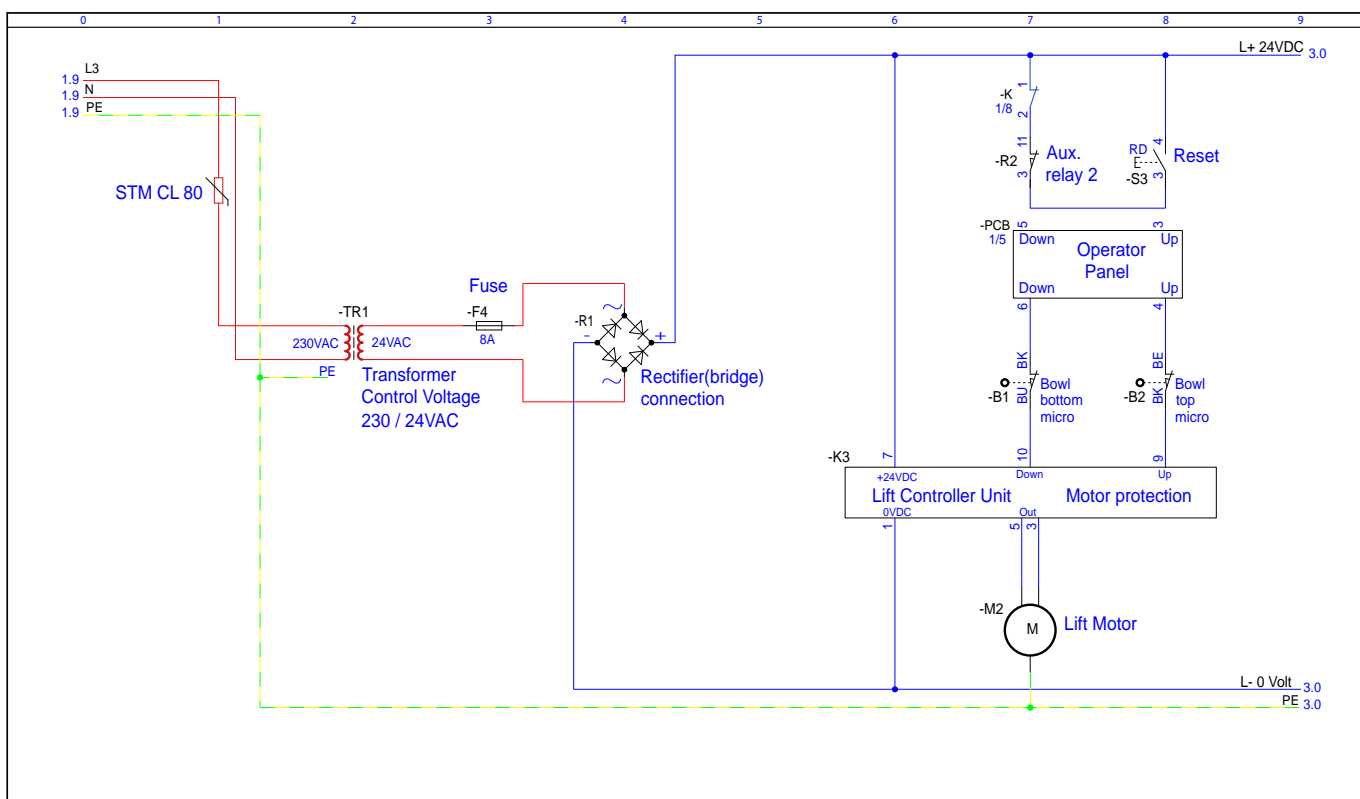 0 1 2 3 4 5 6 7 8 9
L+ 24VDC 3.0
1.9 L3
1.9 N
1.9 PE
-K
1/8
1
2
11
-R2
3
Aux.
relay 2
RD
-S3
4
3
Reset
STM CL 80
-PCB
1/5
5
3
Down
Up
Operator
Panel
Down
Up
6
4
Fuse
-TR1
-F4
8A
230VAC
24VAC
PE
Transformer
Control Voltage
230 / 24VAC
-R1
-
+
Rectifier(bridge)
connection
BK
BU
-B1
Bowl
bottom
micro
BE
BK
-B2
Bowl
top
micro
-K3
7
10
9
+24VDC
Down
Up
Lift Controller Unit
Motor protection
0VDC
Out
1
5
3
-M2
M
Lift Motor
L- 0 Volt 3.0
PE 3.0